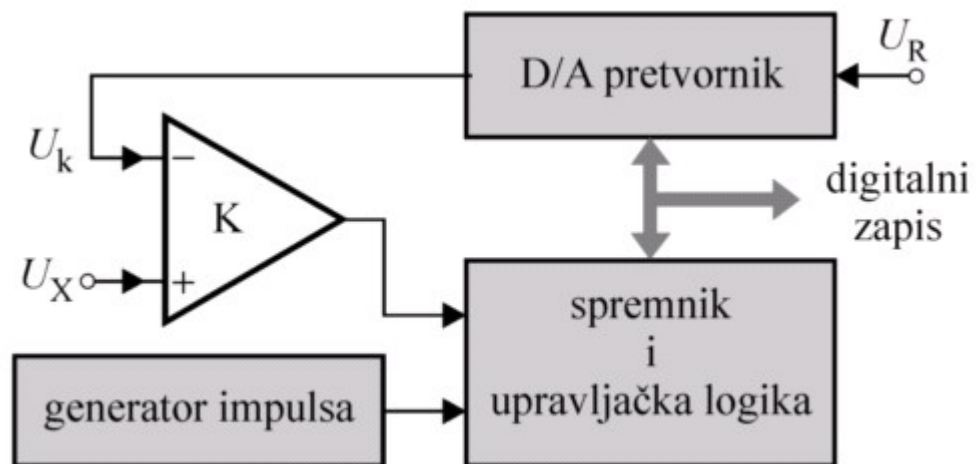 D/A pretvornik
U_R
U_k
−
K
U_X
+
digitalni
zapis
spremnik
i
upravljačka logika
generator impulsa